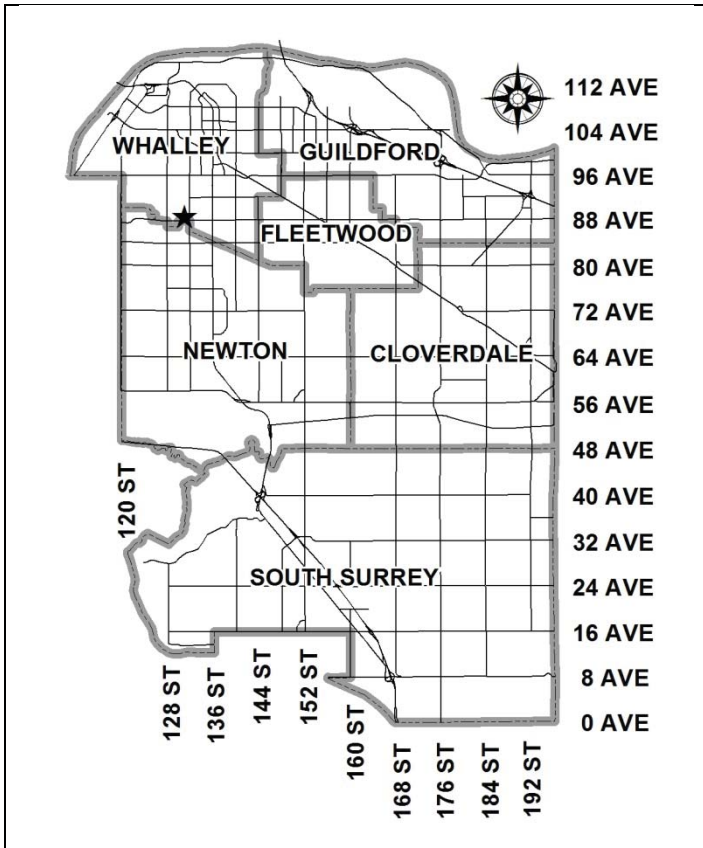 112 AVE
104 AVE
WHALLEY
GUILDFORD
96 AVE
88 AVE
FLEETWOOD
80 AVE
72 AVE
NEWTON
CLOVERDALE
64 AVE
56 AVE
48 AVE
120 ST
40 AVE
32 AVE
SOUTH SURREY
24 AVE
16 AVE
128 ST
136 ST
144 ST
152 ST
8 AVE
160 ST
0 AVE
168 ST
176 ST
184 ST
192 ST